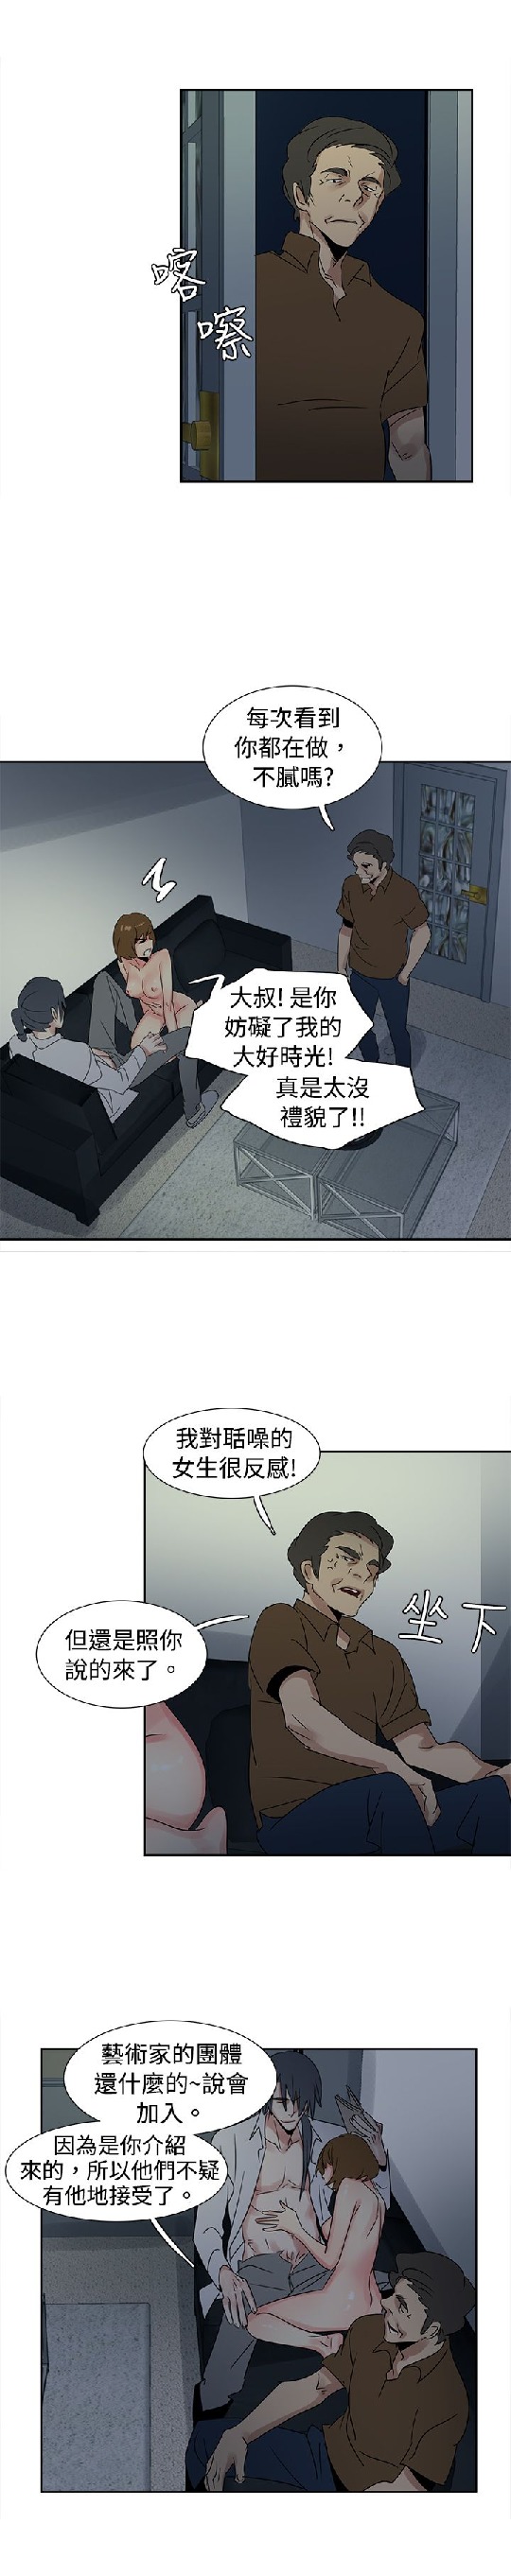 喀
嚓
每次看到
你都在做，
不膩嗎?
大叔! 是你
妨礙了我的
大好時光!
真是太沒
禮貌了!!
我對聒噪的
女生很反感!
坐下
但還是照你
說的來了。
藝術家的團體
還什麼的~說會
加入。
因為是你介紹
來的，所以他們不疑
有他地接受了。